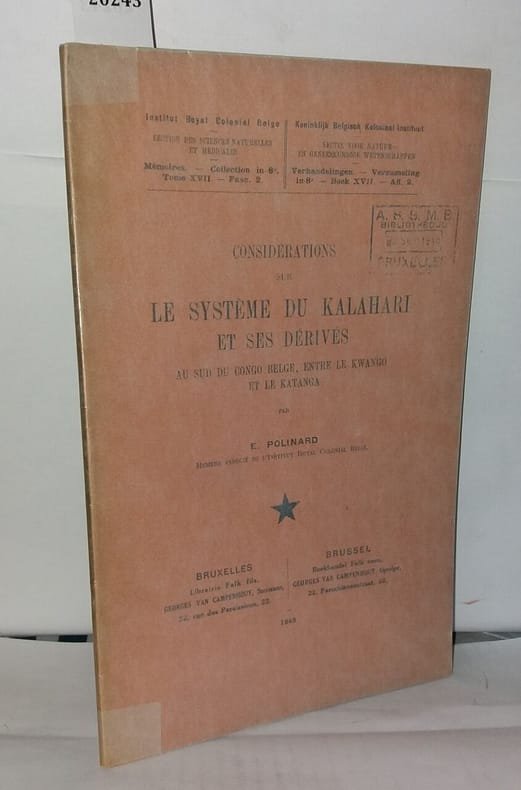 20243
Institut Royal Colonial Belge
SECTION DES SCIENCES NATURELLES
ET MÉDICALES
Mémoires. — Collection in-8°.
Tome XVII. — Fasc. 2.
Koninklijk Belgisch Koloniaal Instituut
SECTIE VOOR NATUUR-
EN GENEESKUNDIGE WETENSCHAPPEN
Verhandelingen. — Verzameling
in-8° — Boek XVII. — Afl. 2.
BIBLIOTHEQUE
BRUXELLES
CONSIDÉRATIONS
SUR
LE SYSTÈME DU KALAHARI
ET SES DÉRIVÉS
AU SUD DU CONGO BELGE, ENTRE LE KWANGO
ET LE KATANGA
PAR
E. POLINARD
MEMBRE ASSOCIÉ DE L'INSTITUT ROYAL COLONIAL BELGE.
BRUXELLES
Librairie Falk fils,
GEORGES VAN CAMPENHOUT, Successeur,
22, rue des Paroissiens, 22.
BRUSSEL
Boekhandel Falk zoon,
GEORGES VAN CAMPENHOUT, Opvolger,
22, Parochianenstraat, 22.